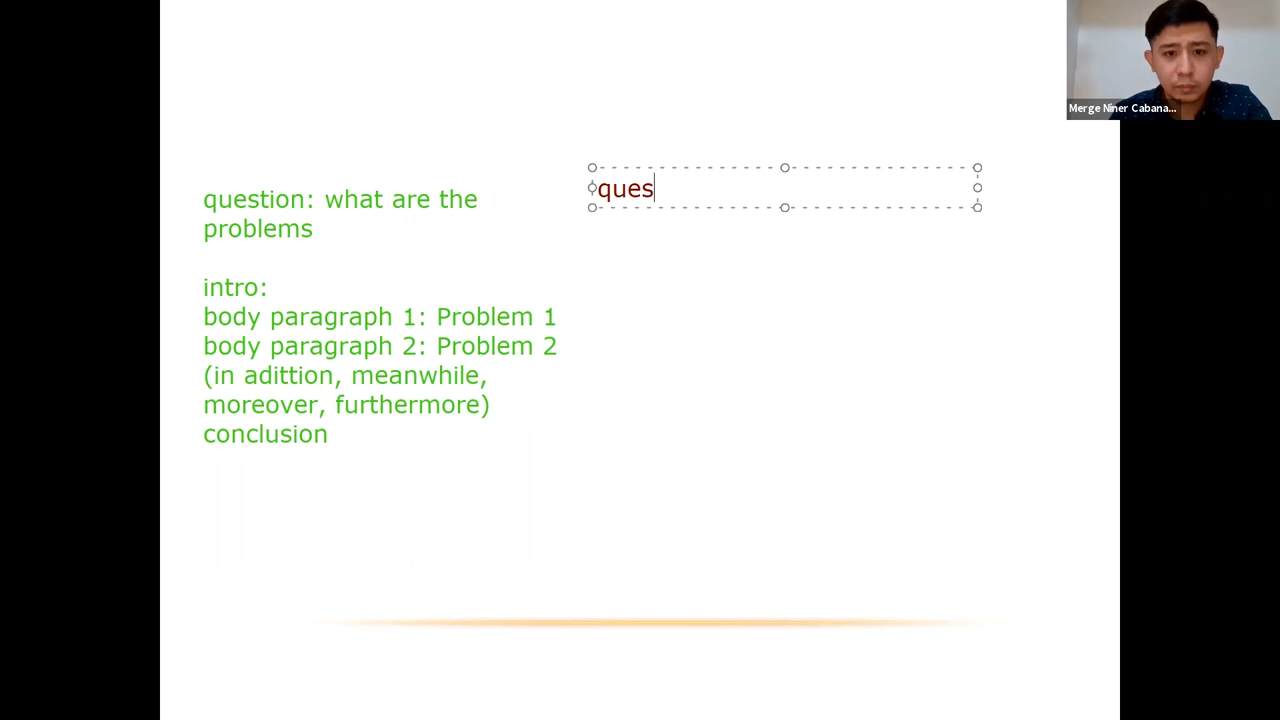 question: what are the
problems
intro:
body paragraph 1: Problem 1
body paragraph 2: Problem 2
(in adittion, meanwhile,
moreover, furthermore)
conclusion
ques
Merge Niner Cabana...